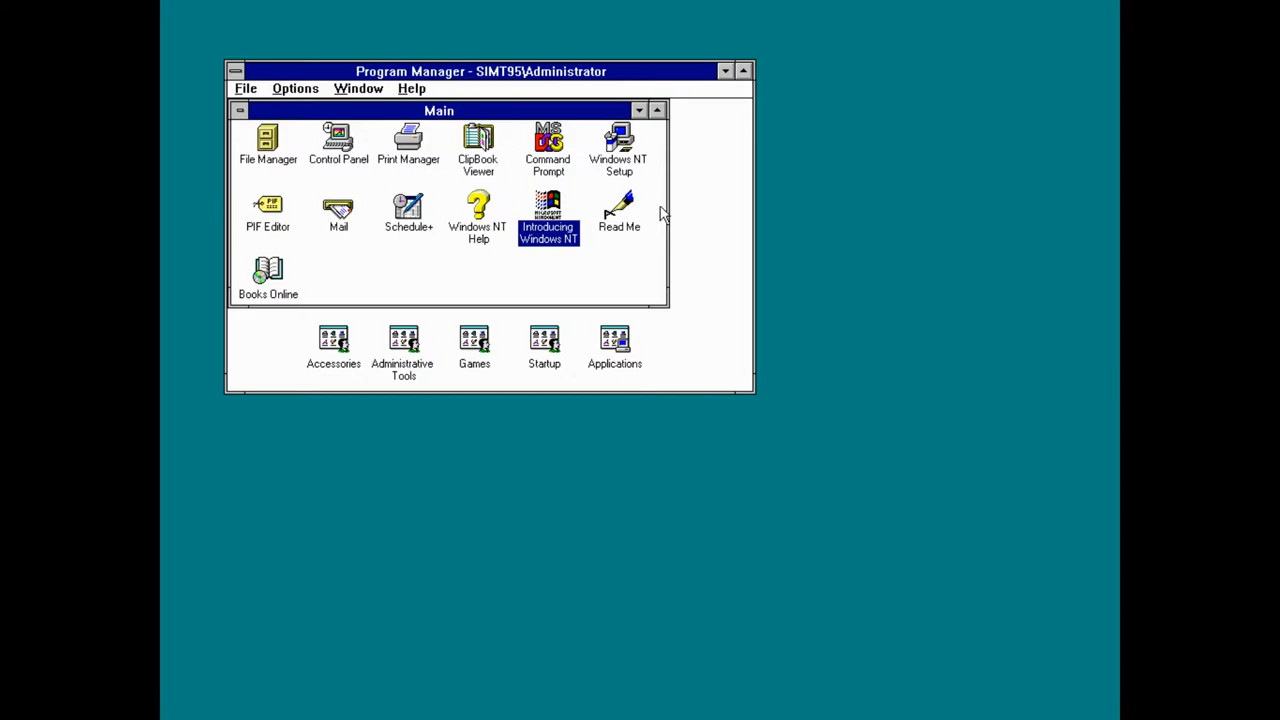 Program Manager - SIMT95\Administrator
File Options Window Help
Main
File Manager Control Panel Print Manager ClipBook Viewer Command Prompt Windows NT Setup
PIF Editor Mail Schedule+ Windows NT Help Introducing Windows NT Read Me
Books Online
Accessories Administrative Tools Games Startup Applications